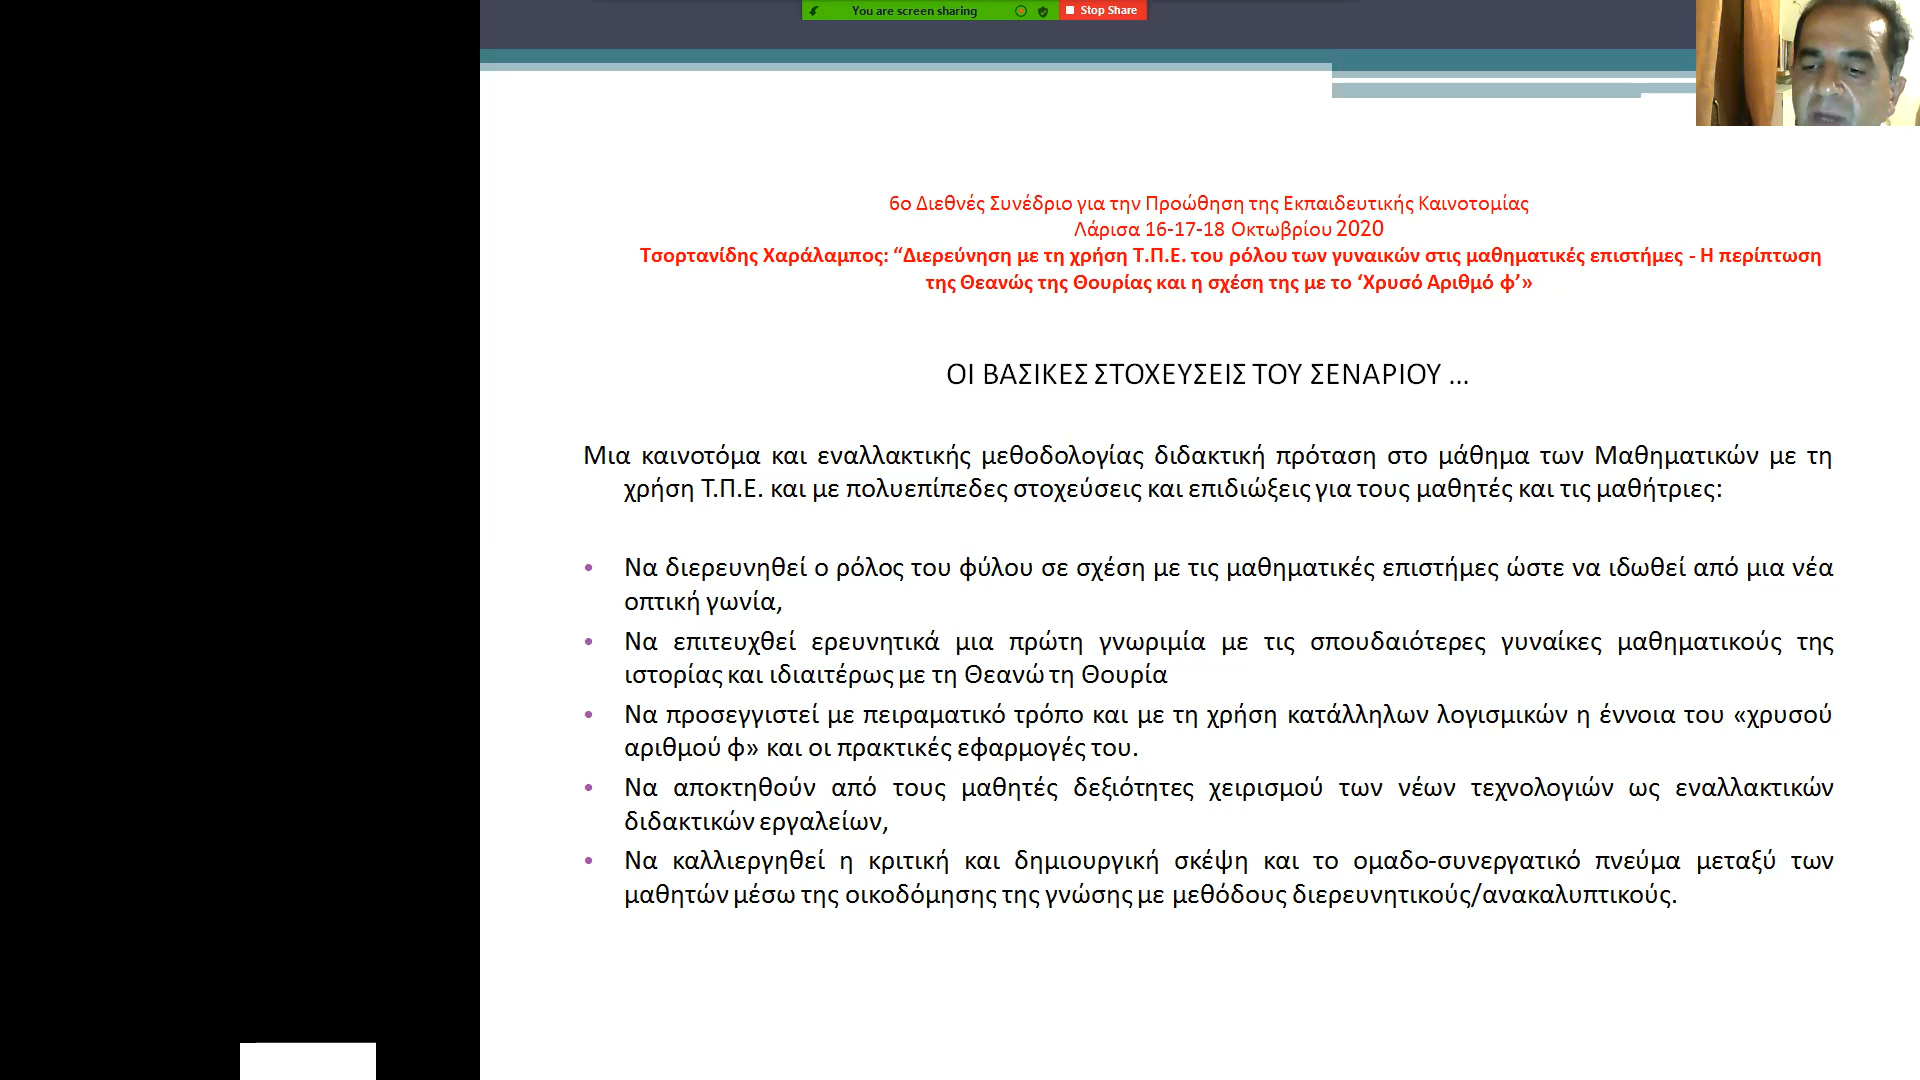 You are screen sharing
Stop Share
6ο Διεθνές Συνέδριο για την Προώθηση της Εκπαιδευτικής Καινοτομίας
Λάρισα 16-17-18 Οκτωβρίου 2020
Τσορτανίδης Χαράλαμπος: “Διερεύνηση με τη χρήση Τ.Π.Ε. του ρόλου των γυναικών στις μαθηματικές επιστήμες - Η περίπτωση
της Θεανώς της Θουρίας και η σχέση της με το ‘Χρυσό Αριθμό φ’»
ΟΙ ΒΑΣΙΚΕΣ ΣΤΟΧΕΥΣΕΙΣ ΤΟΥ ΣΕΝΑΡΙΟΥ ...
Μια καινοτόμα και εναλλακτικής μεθοδολογίας διδακτική πρόταση στο μάθημα των Μαθηματικών με τη
χρήση Τ.Π.Ε. και με πολυεπίπεδες στοχεύσεις και επιδιώξεις για τους μαθητές και τις μαθήτριες:
• Να διερευνηθεί ο ρόλος του φύλου σε σχέση με τις μαθηματικές επιστήμες ώστε να ιδωθεί από μια νέα
οπτική γωνία,
• Να επιτευχθεί ερευνητικά μια πρώτη γνωριμία με τις σπουδαιότερες γυναίκες μαθηματικούς της
ιστορίας και ιδιαιτέρως με τη Θεανώ τη Θουρία
• Να προσεγγιστεί με πειραματικό τρόπο και με τη χρήση κατάλληλων λογισμικών η έννοια του «χρυσού
αριθμού φ» και οι πρακτικές εφαρμογές του.
• Να αποκτηθούν από τους μαθητές δεξιότητες χειρισμού των νέων τεχνολογιών ως εναλλακτικών
διδακτικών εργαλείων,
• Να καλλιεργηθεί η κριτική και δημιουργική σκέψη και το ομαδο-συνεργατικό πνεύμα μεταξύ των
μαθητών μέσω της οικοδόμησης της γνώσης με μεθόδους διερευνητικούς/ανακαλυπτικούς.